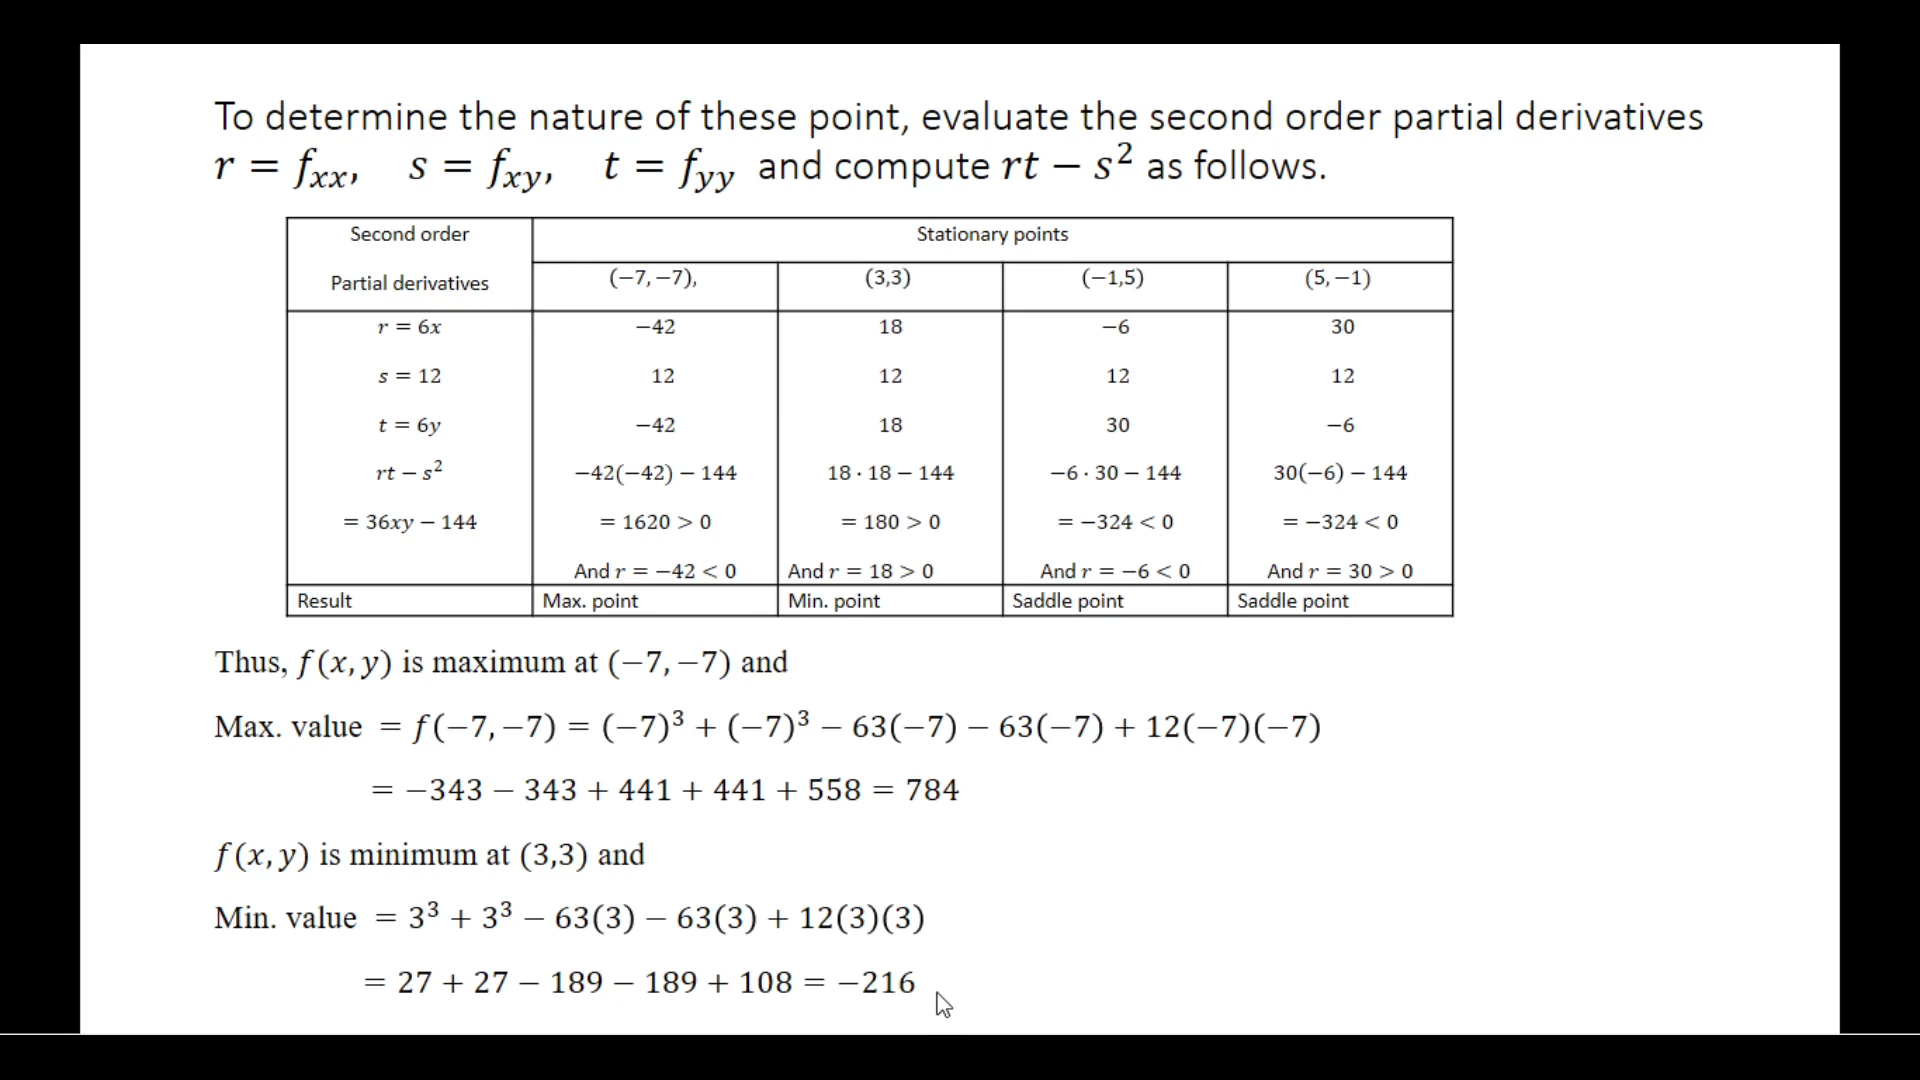 To determine the nature of these point, evaluate the second order partial derivatives
r = fₓₓ, s = fₓᵧ, t = fᵧᵧ and compute rt − s² as follows.
Second order
Partial derivatives
Stationary points
(−7,−7), (3,3) (−1,5) (5,−1)
r = 6x −42 18 −6 30
s = 12 12 12 12 12
t = 6y −42 18 30 −6
rt − s² −42(−42) − 144 18 · 18 − 144 −6 · 30 − 144 30(−6) − 144
= 36xy − 144 = 1620 > 0 = 180 > 0 = −324 < 0 = −324 < 0
And r = −42 < 0 And r = 18 > 0 And r = −6 < 0 And r = 30 > 0
Result Max. point Min. point Saddle point Saddle point
Thus, f(x, y) is maximum at (−7, −7) and
Max. value = f(−7, −7) = (−7)³ + (−7)³ − 63(−7) − 63(−7) + 12(−7)(−7)
= −343 − 343 + 441 + 441 + 558 = 784
f(x, y) is minimum at (3,3) and
Min. value = 3³ + 3³ − 63(3) − 63(3) + 12(3)(3)
= 27 + 27 − 189 − 189 + 108 = −216